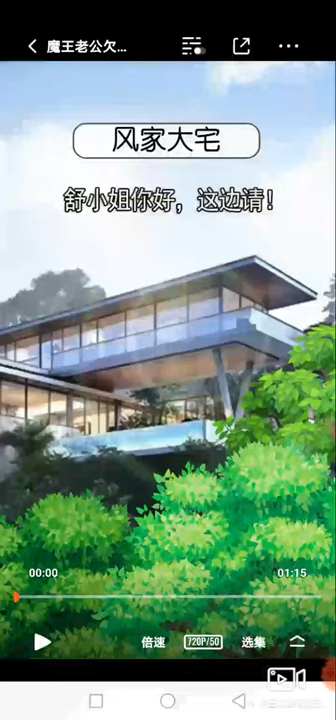 魔王老公欠...
风家大宅
舒小姐你好，这边请！
00:00
01:15
倍速
720P/50
选集